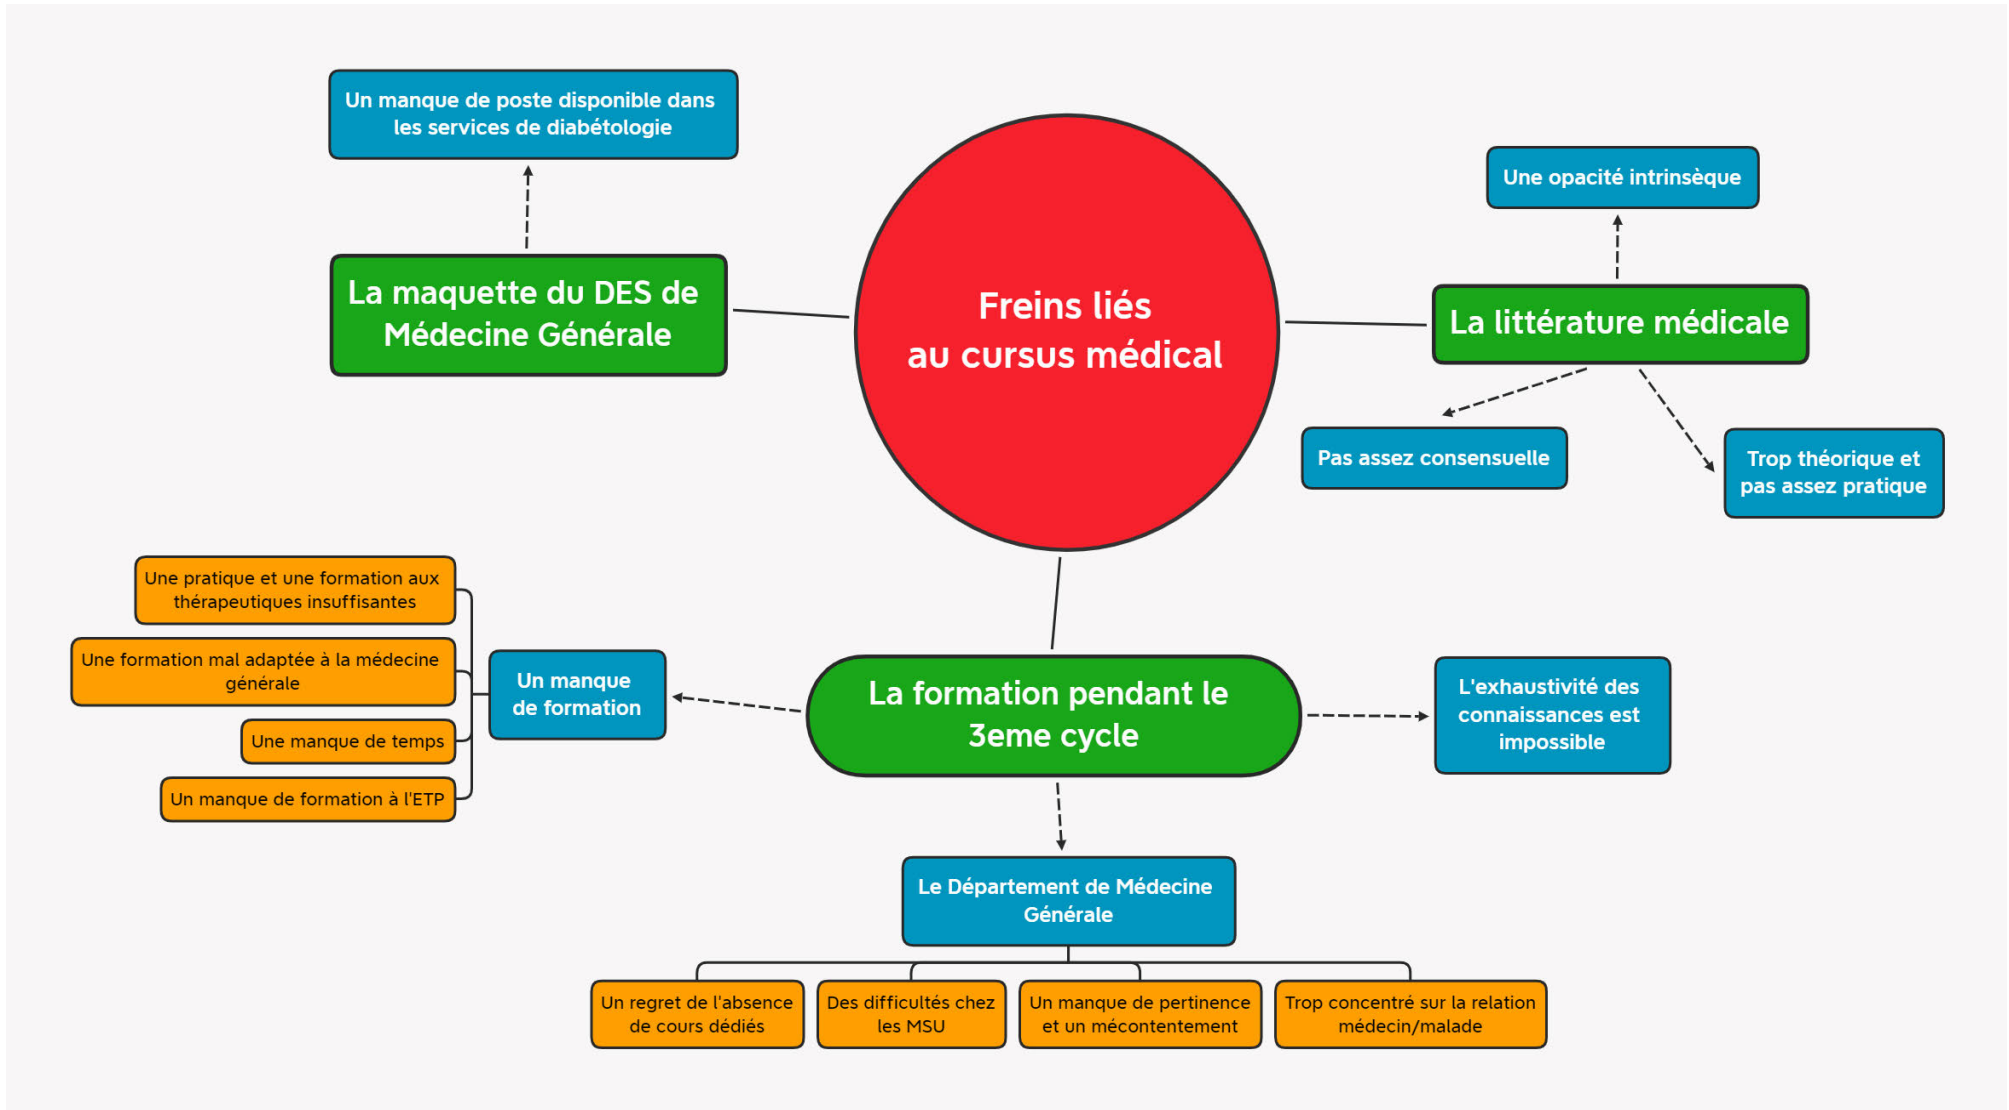 Un manque de poste disponible dans
les services de diabétologie
La maquette du DES de
Médecine Générale
Freins liés
au cursus médical
Une opacité intrinsèque
La littérature médicale
Pas assez consensuelle
Trop théorique et
pas assez pratique
Une pratique et une formation aux
thérapeutiques insuffisantes
Une formation mal adaptée à la médecine
générale
Une manque de temps
Un manque de formation à l'ETP
Un manque
de formation
La formation pendant le
3eme cycle
L'exhaustivité des
connaissances est
impossible
Le Département de Médecine
Générale
Un regret de l'absence
de cours dédiés
Des difficultés chez
les MSU
Un manque de pertinence
et un mécontentement
Trop concentré sur la relation
médecin/malade